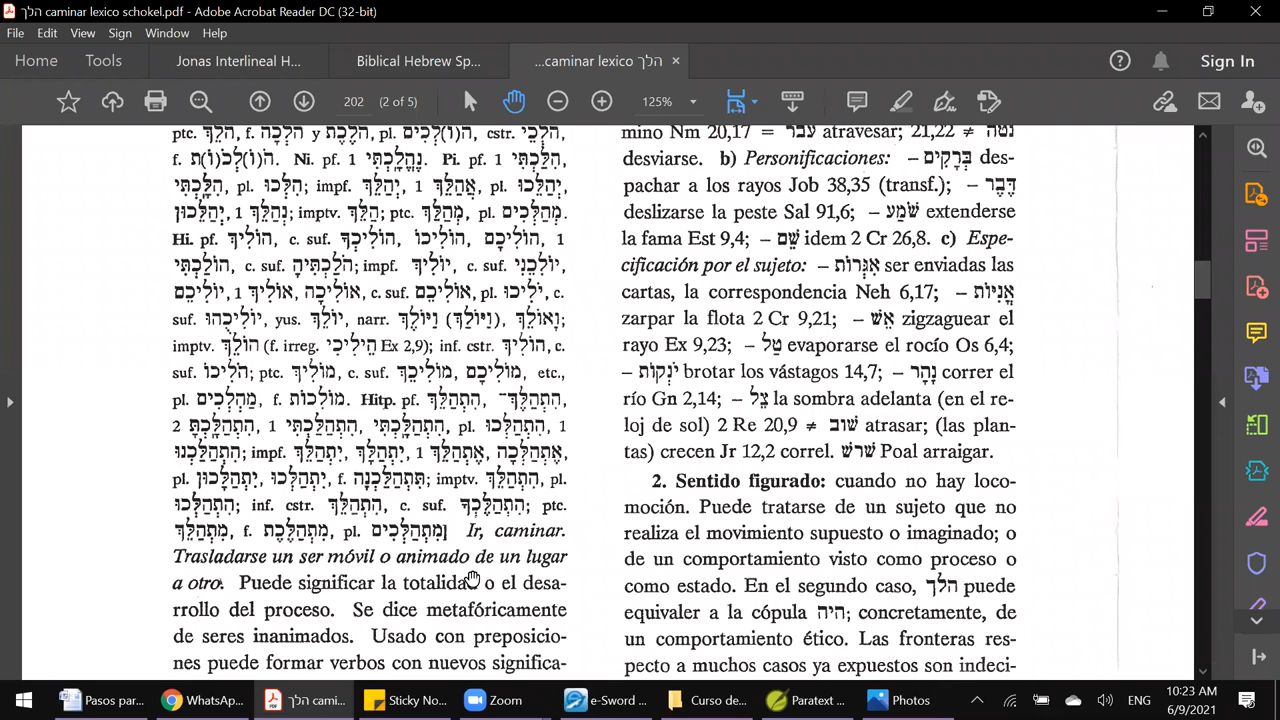 הלך caminar lexico schokel.pdf - Adobe Acrobat Reader DC (32-bit)
File Edit View Sign Window Help
Home Tools Jonas Interlineal H... Biblical Hebrew Sp... ...caminar lexico הלך × Sign In
202 (2 of 5) 125%
ptc. הֹלֵךְ, f. הֹלְכָה y הֹלֶכֶת, pl. הֹ(וֹ)לְכִים, cstr. הֹלְכֵי,
f. הֹ(וֹ)לְכֹ(וֹ)ת. Ni. pf. 1 נֶהֱלָכְתִּי. Pi. pf. 1 הִלַּכְתִּי,
הִלָּכְתִּי, pl. הִלְּכוּ; impf. יְהַלֵּךְ, 1 אֲהַלֵּךְ, pl. יְהַלֵּכוּ,
יְהַלֵּכוּן, 1 נְהַלֵּךְ; imptv. הַלֵּךְ; ptc. מְהַלֵּךְ, pl. מְהַלְּכִים.
Hi. pf. הוֹלִיךְ, c. suf. הוֹלִיכְךָ, הוֹלִיכוֹ, הוֹלִיכָם, 1
הוֹלַכְתִּי, c. suf. הֹלַכְתִּיהָ; impf. יוֹלִיךְ, c. suf. יוֹלִכֵנִי,
יוֹלִיכֵם, 1 אוֹלִיךְ, אוֹלִיכָה, c. suf. אוֹלִיכֵם, pl. יֹלִיכוּ, c.
suf. יוֹלִיכֻהוּ, yus. יוֹלֵךְ, narr. וַיּוֹלֶךְ (וַיּוֹלַךְ), וָאוֹלֵךְ;
imptv. הוֹלֵךְ (f. irreg. הֵילִיכִי Ex 2,9); inf. cstr. הוֹלִיךְ, c.
suf. הֹלִיכוֹ; ptc. מוֹלִיךְ, c. suf. מוֹלִיכֵךְ, מוֹלִיכָם, etc.,
pl. מַהְלְכִים, f. מוֹלִכוֹת. Hitp. pf. הִתְהַלֶּךְ־, הִתְהַלֵּךְ,
2 הִתְהַלָּכְתָּ, 1 הִתְהַלַּכְתִּי, הִתְהַלָּכְתִּי, pl. הִתְהַלְּכוּ, 1
הִתְהַלַּכְנוּ; impf. יִתְהַלֵּךְ, יִתְהַלָּךְ, 1 אֶתְהַלֵּךְ, אֶתְהַלְּכָה,
pl. יִתְהַלָּכוּן, יִתְהַלְּכוּ, f. תִּתְהַלַּכְנָה; imptv. הִתְהַלֵּךְ, pl.
הִתְהַלְּכוּ; inf. cstr. הִתְהַלֵּךְ, c. suf. הִתְהַלֶּכְךָ; ptc.
מִתְהַלֵּךְ, f. מִתְהַלֶּכֶת, pl. מִתְהַלְּכִים] Ir, caminar.
Trasladarse un ser móvil o animado de un lugar
a otro. Puede significar la totalida o el desa-
rrollo del proceso. Se dice metafóricamente
de seres inanimados. Usado con preposicio-
nes puede formar verbos con nuevos significa-
mino Nm 20,17 = עבר atravesar; 21,22 ≠ נטה
desviarse. b) Personificaciones: – בְּרָקִים des-
pachar a los rayos Job 38,35 (transf.); – דֶּבֶר
deslizarse la peste Sal 91,6; – שֹׁמַע extenderse
la fama Est 9,4; – שֵׁם idem 2 Cr 26,8. c) Espe-
cificación por el sujeto: – אִגְּרוֹת ser enviadas las
cartas, la correspondencia Neh 6,17; – אֳנִיּוֹת
zarpar la flota 2 Cr 9,21; – אֵשׁ zigzaguear el
rayo Ex 9,23; – טַל evaporarse el rocío Os 6,4;
– יֹנְקוֹת brotar los vástagos 14,7; – נָהָר correr el
río Gn 2,14; – צֵל la sombra adelanta (en el re-
loj de sol) 2 Re 20,9 ≠ שׁוּב atrasar; (las plan-
tas) crecen Jr 12,2 correl. שׁרשׁ Poal arraigar.
2. Sentido figurado: cuando no hay loco-
moción. Puede tratarse de un sujeto que no
realiza el movimiento supuesto o imaginado; o
de un comportamiento visto como proceso o
como estado. En el segundo caso, הלך puede
equivaler a la cópula היה; concretamente, de
un comportamiento ético. Las fronteras res-
pecto a muchos casos ya expuestos son indeci-
Pasos par... WhatsAp... הלך cami... Sticky No... Zoom e-Sword ... Curso de... Paratext ... Photos ENG 10:23 AM
6/9/2021